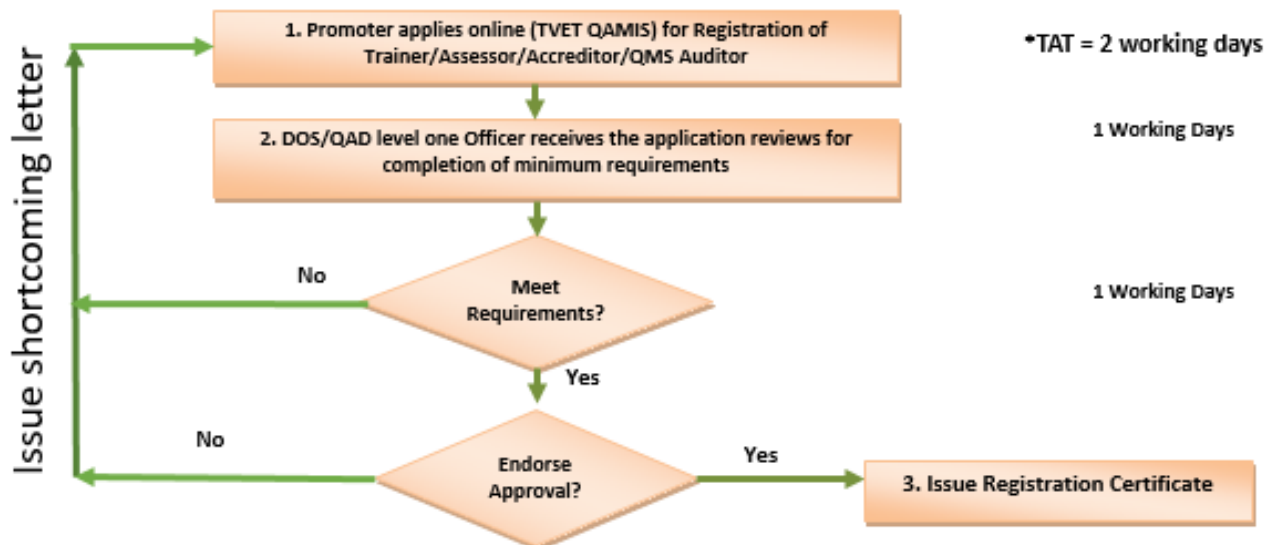 1. Promoter applies online (TVET QAMIS) for Registration of
Trainer/Assessor/Accreditor/QMS Auditor
*TAT = 2 working days
2. DOS/QAD level one Officer receives the application reviews for
completion of minimum requirements
1 Working Days
Issue shortcoming letter
No
Meet
Requirements?
1 Working Days
Yes
No
Endorse
Approval?
Yes
3. Issue Registration Certificate